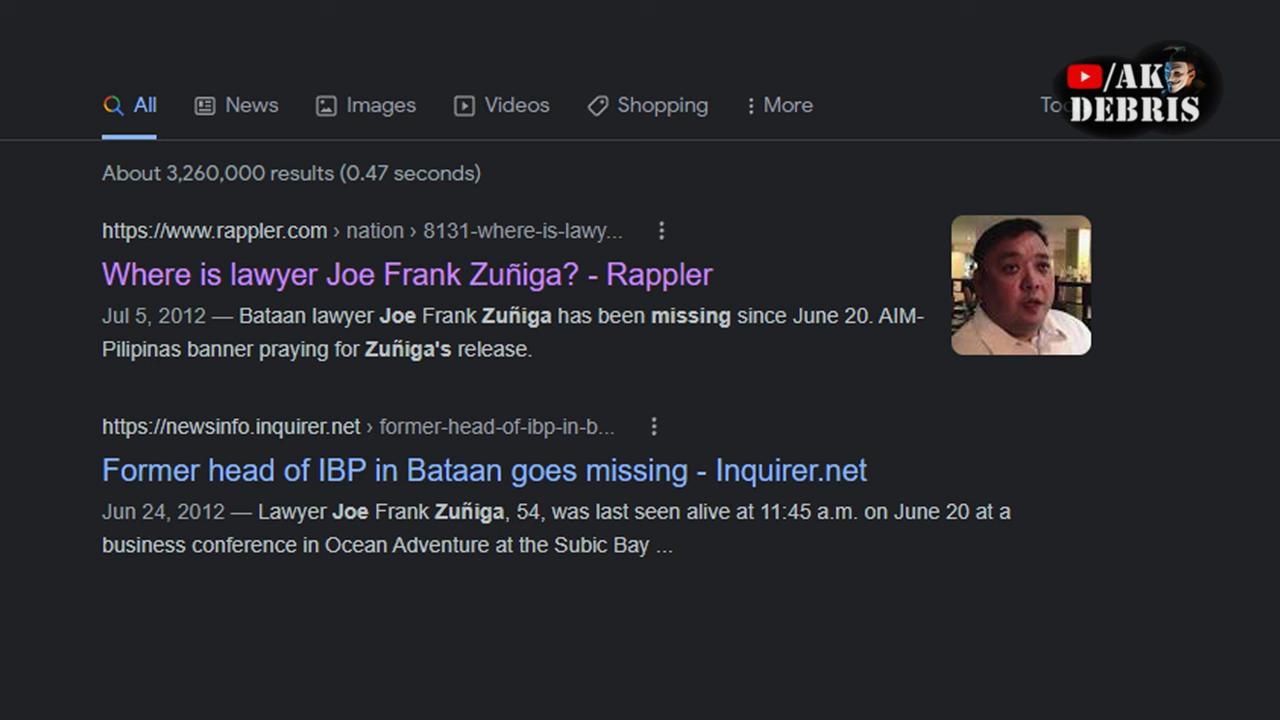 All News Images Videos Shopping More
/AK
DEBRIS
About 3,260,000 results (0.47 seconds)
https://www.rappler.com › nation › 8131-where-is-lawy...
Where is lawyer Joe Frank Zuñiga? - Rappler
Jul 5, 2012 — Bataan lawyer Joe Frank Zuñiga has been missing since June 20. AIM-
Pilipinas banner praying for Zuñiga's release.
https://newsinfo.inquirer.net › former-head-of-ibp-in-b...
Former head of IBP in Bataan goes missing - Inquirer.net
Jun 24, 2012 — Lawyer Joe Frank Zuñiga, 54, was last seen alive at 11:45 a.m. on June 20 at a
business conference in Ocean Adventure at the Subic Bay ...